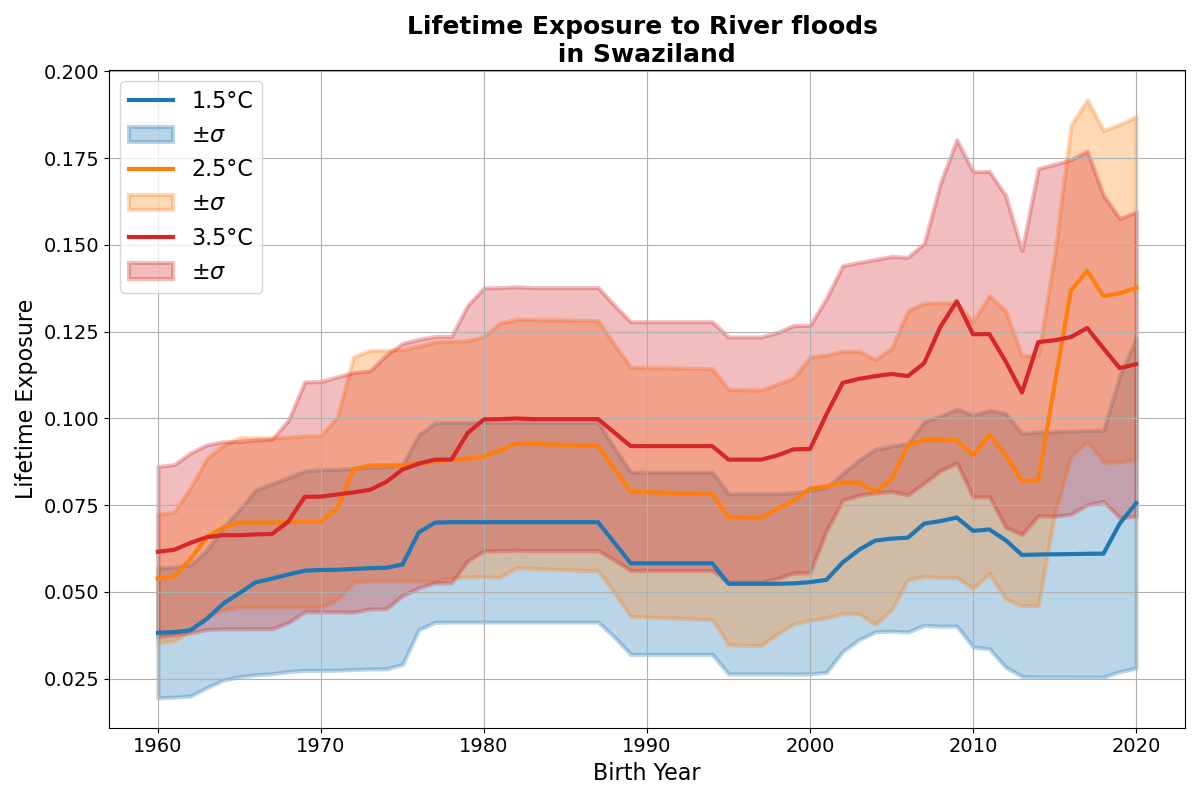 Lifetime Exposure to River floods
in Swaziland
0.200
0.175
0.150
0.125
0.100
0.075
0.050
0.025
Lifetime Exposure
1.5°C
±σ
2.5°C
±σ
3.5°C
±σ
1960 1970 1980 1990 2000 2010 2020
Birth Year